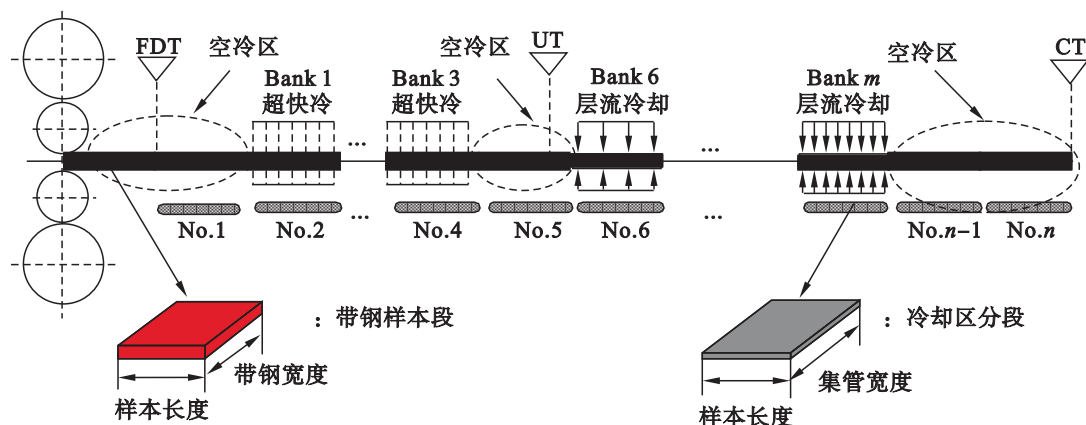 FDT
空冷区
UT
空冷区
CT
空冷区
Bank 1
超快冷
Bank 3
超快冷
Bank 6
层流冷却
Bank m
层流冷却
...
...
...
...
...
No.1
No.2
No.4
No.5
No.6
No.n−1
No.n
：带钢样本段
带钢宽度
样本长度
：冷却区分段
集管宽度
样本长度